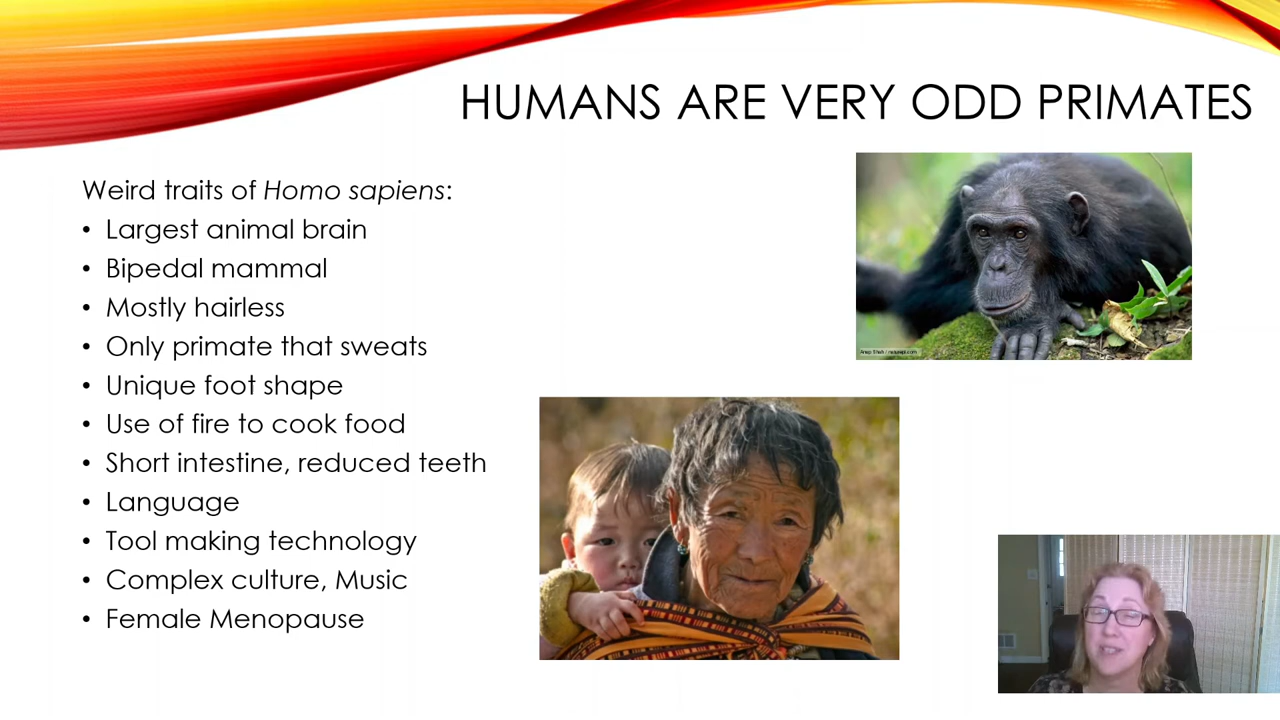 HUMANS ARE VERY ODD PRIMATES
Weird traits of Homo sapiens:
• Largest animal brain
• Bipedal mammal
• Mostly hairless
• Only primate that sweats
• Unique foot shape
• Use of fire to cook food
• Short intestine, reduced teeth
• Language
• Tool making technology
• Complex culture, Music
• Female Menopause